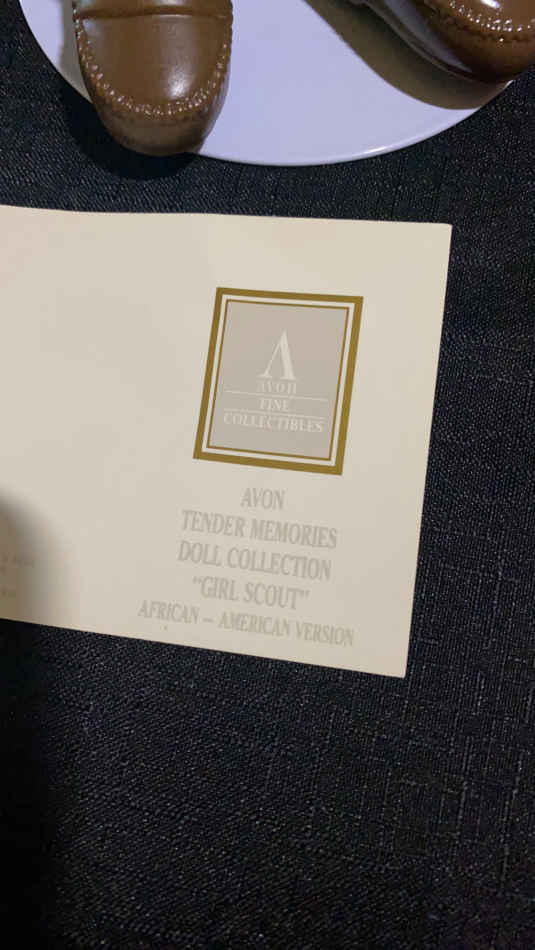 AVON
FINE
COLLECTIBLES
AVON
TENDER MEMORIES
DOLL COLLECTION
“GIRL SCOUT”
AFRICAN – AMERICAN VERSION